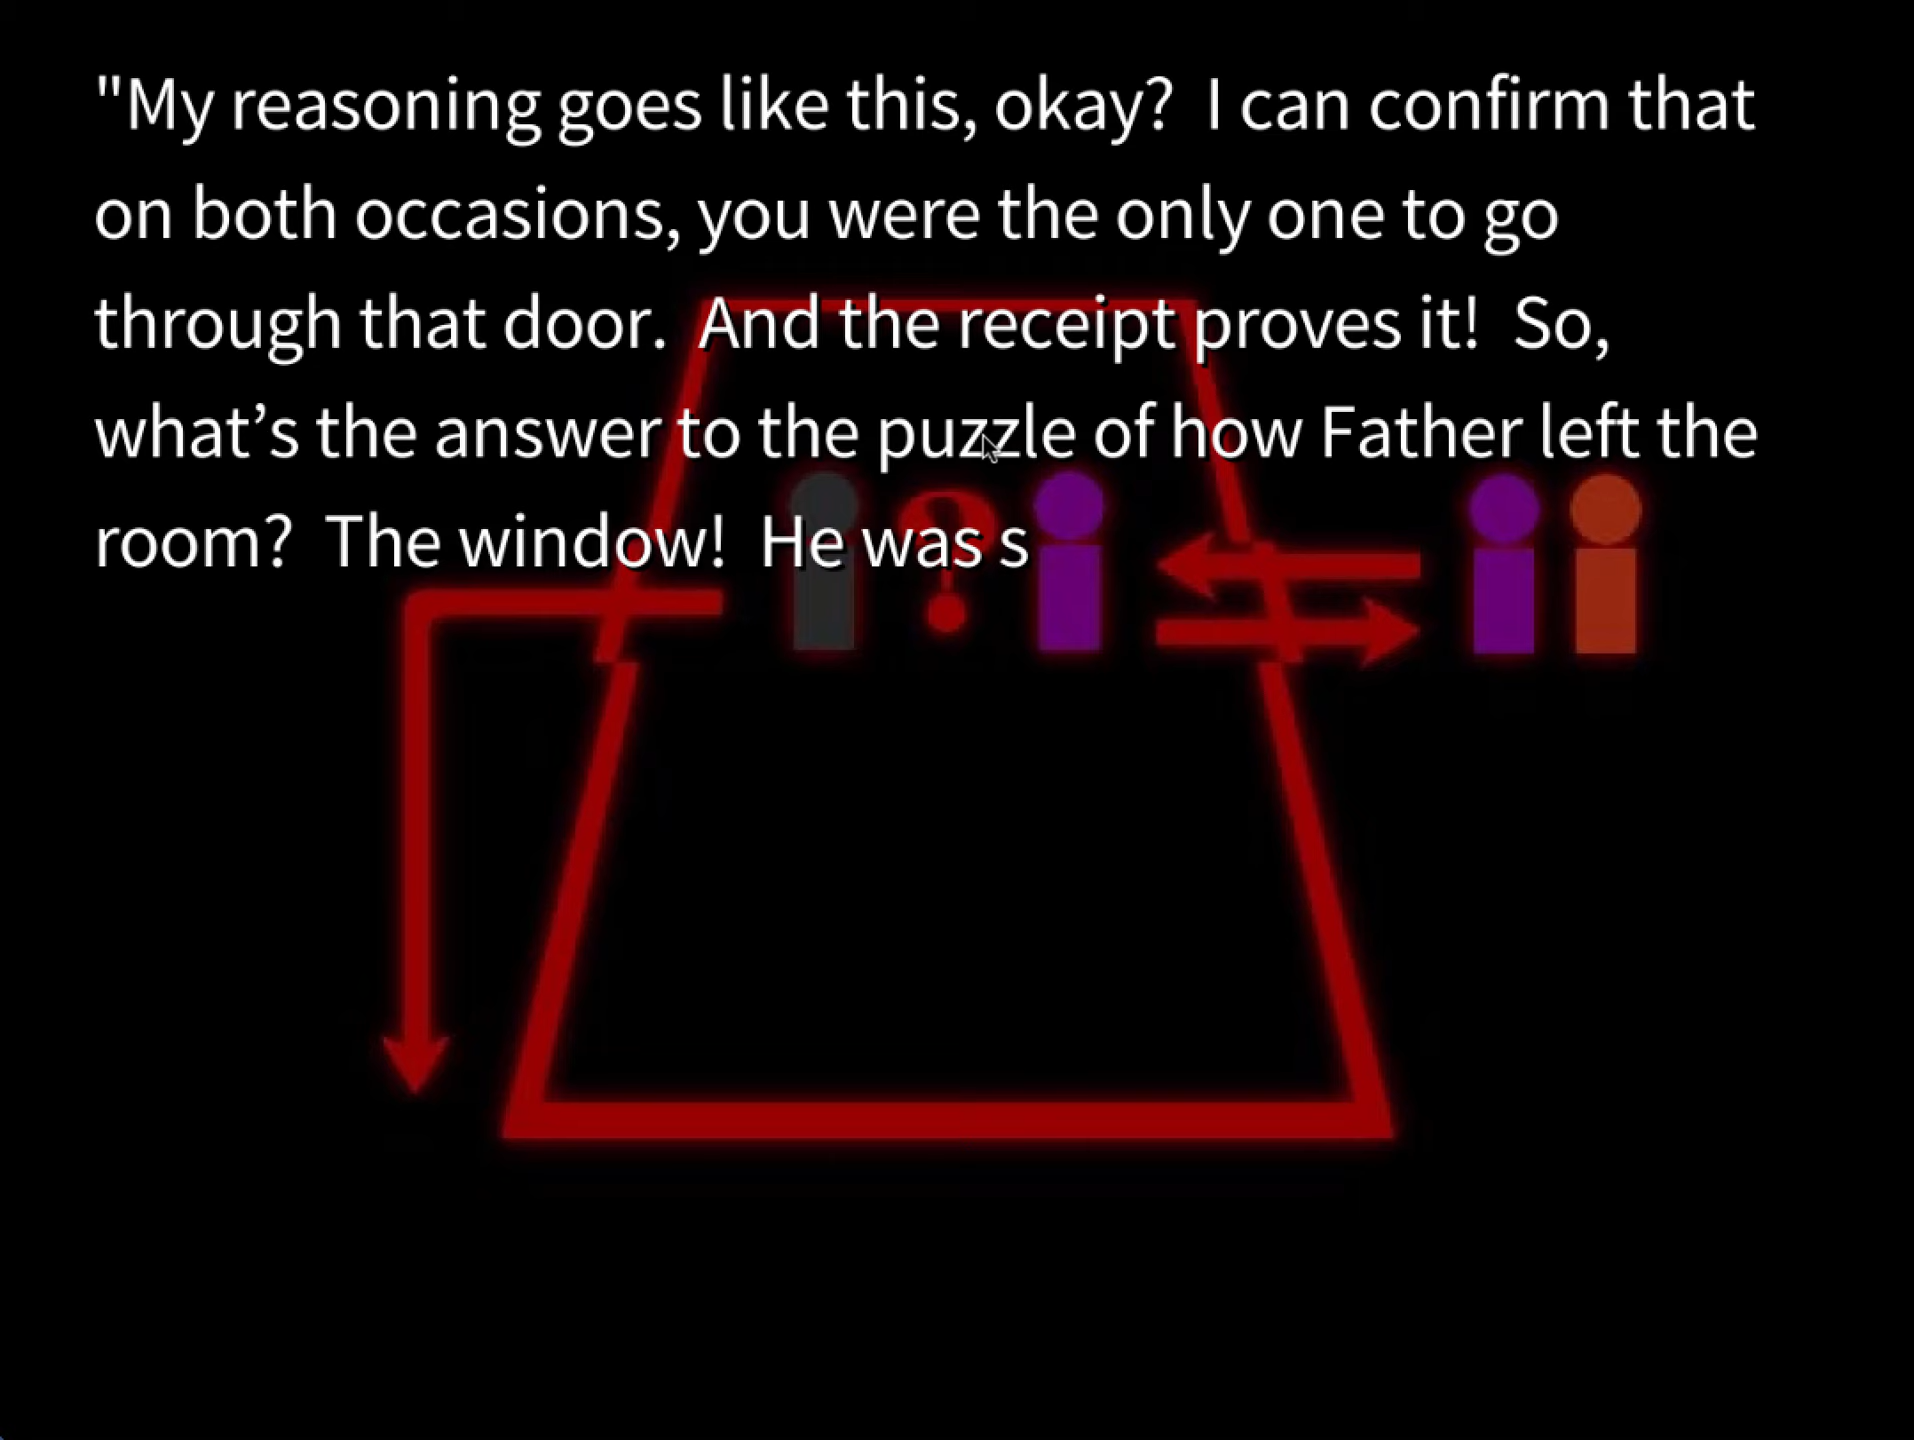 "My reasoning goes like this, okay?  I can confirm that
on both occasions, you were the only one to go
through that door.  And the receipt proves it!  So,
what’s the answer to the puzzle of how Father left the
room?  The window!  He was s
?